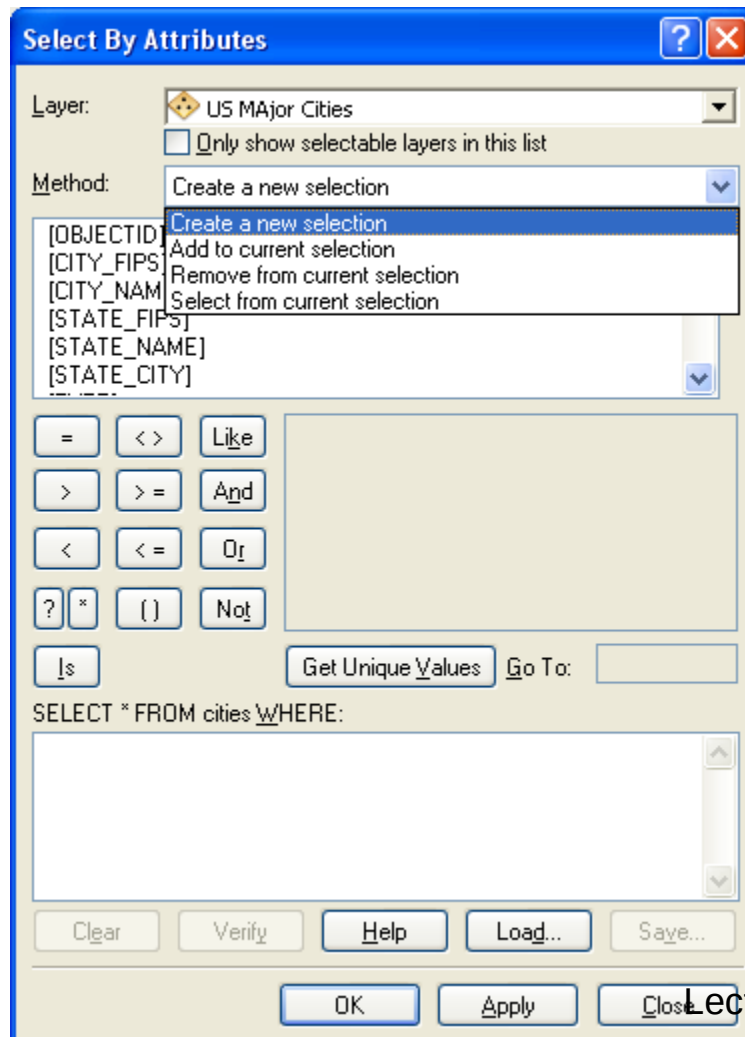 Select By Attributes
Layer: US MAjor Cities
Only show selectable layers in this list
Method: Create a new selection
Create a new selection
Add to current selection
Remove from current selection
Select from current selection
[OBJECTID]
[CITY_FIPS]
[CITY_NAM
[STATE_FIPS]
[STATE_NAME]
[STATE_CITY]
= < > Like
> > = And
< < = Or
? * ( ) Not
Is Get Unique Values Go To:
SELECT * FROM cities WHERE:
Clear Verify Help Load... Save...
OK Apply Close
Lect